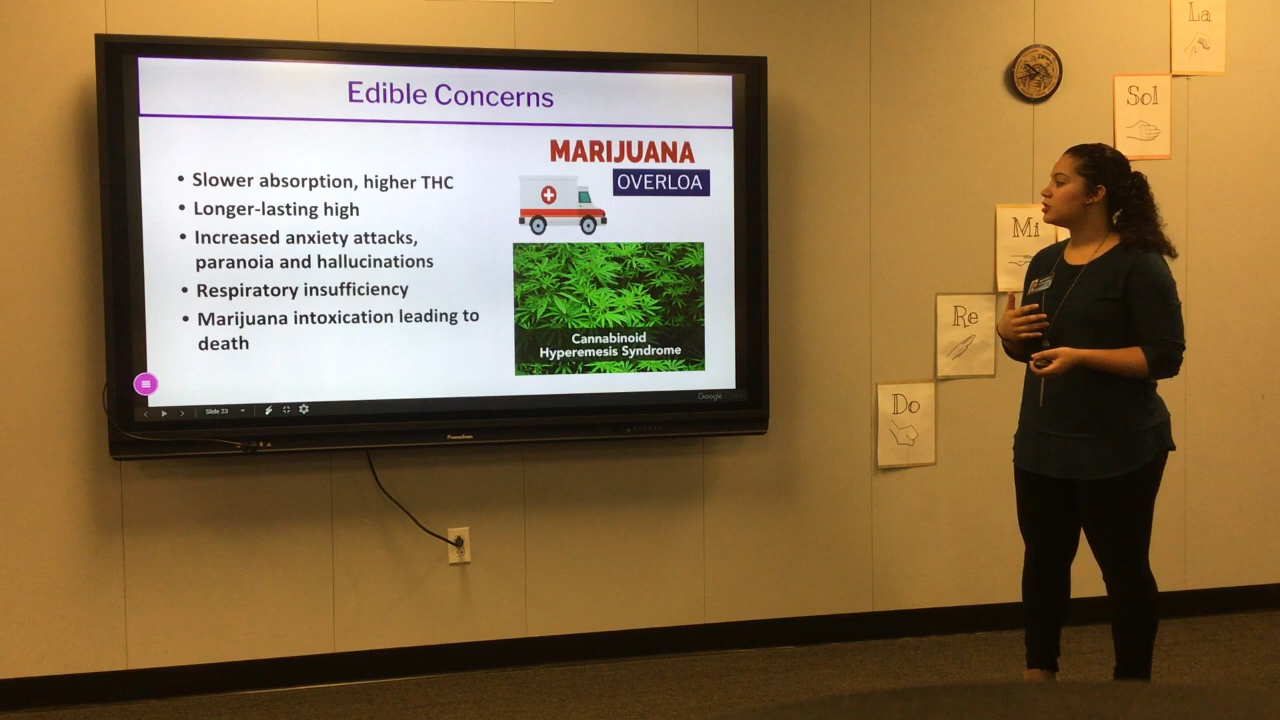 Edible Concerns
• Slower absorption, higher THC
• Longer-lasting high
• Increased anxiety attacks,
paranoia and hallucinations
• Respiratory insufficiency
• Marijuana intoxication leading to
death
MARIJUANA
OVERLOA
Cannabinoid
Hyperemesis Syndrome
Slide 23
Google
Promethean
La
Sol
Mi
Re
Do